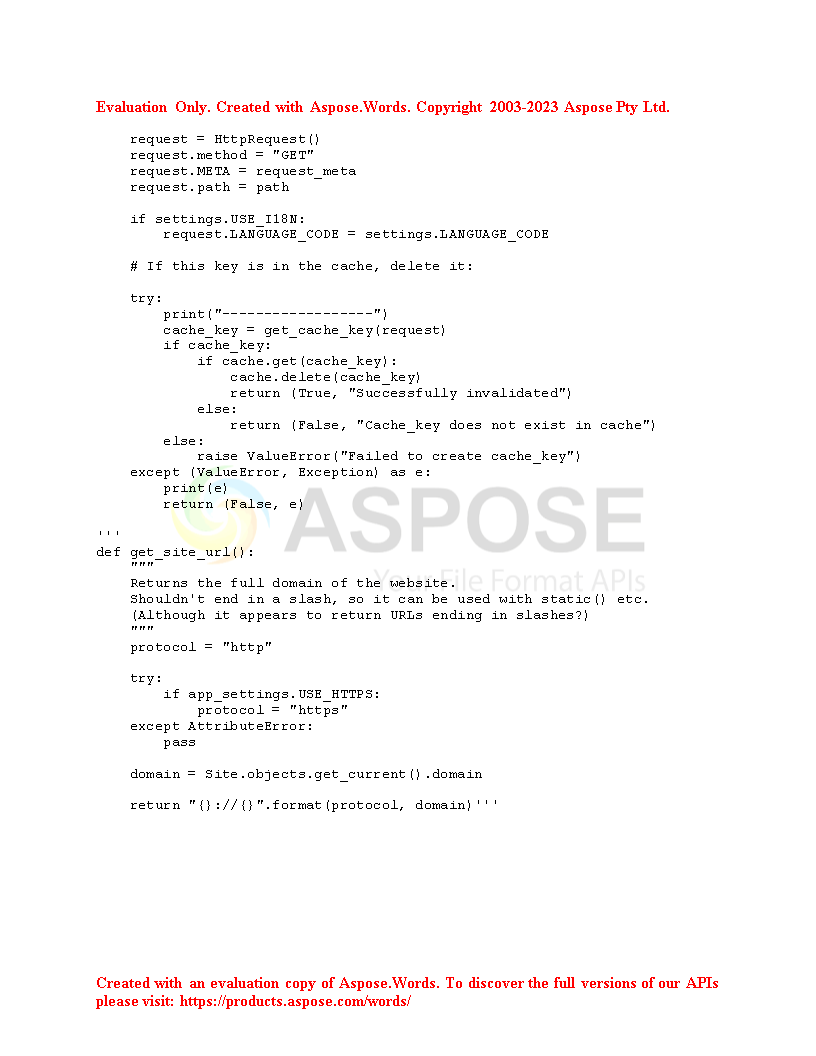 Evaluation Only. Created with Aspose.Words. Copyright 2003-2023 Aspose Pty Ltd.
    request = HttpRequest()
    request.method = "GET"
    request.META = request_meta
    request.path = path

    if settings.USE_I18N:
        request.LANGUAGE_CODE = settings.LANGUAGE_CODE

    # If this key is in the cache, delete it:

    try:
        print("------------------")
        cache_key = get_cache_key(request)
        if cache_key:
            if cache.get(cache_key):
                cache.delete(cache_key)
                return (True, "Successfully invalidated")
            else:
                return (False, "Cache_key does not exist in cache")
        else:
            raise ValueError("Failed to create cache_key")
    except (ValueError, Exception) as e:
        print(e)
        return (False, e)
ASPOSE
Your File Format APIs

'''
def get_site_url():
    """
    Returns the full domain of the website.
    Shouldn't end in a slash, so it can be used with static() etc.
    (Although it appears to return URLs ending in slashes?)
    """
    protocol = "http"

    try:
        if app_settings.USE_HTTPS:
            protocol = "https"
    except AttributeError:
        pass

    domain = Site.objects.get_current().domain

    return "{}://{}".format(protocol, domain)'''

Created with an evaluation copy of Aspose.Words. To discover the full versions of our APIs
please visit: https://products.aspose.com/words/